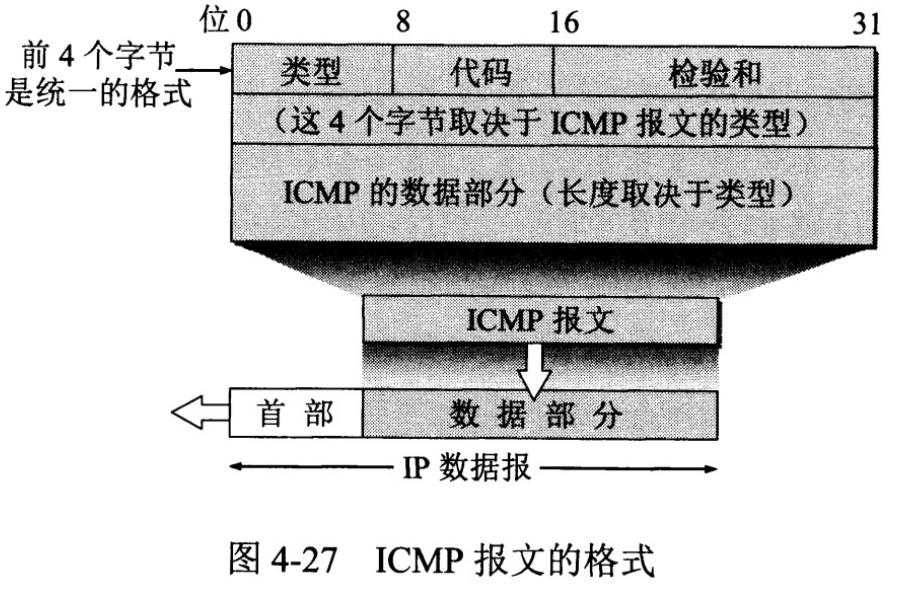 位 0 8 16 31
前 4 个字节
是统一的格式
类型 代码 检验和
(这 4 个字节取决于 ICMP 报文的类型)
ICMP 的数据部分(长度取决于类型)
ICMP 报文
首 部 数 据 部 分
IP 数据报
图 4-27 ICMP 报文的格式